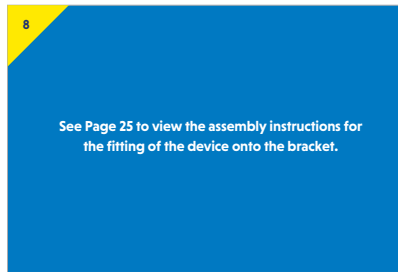 8
See Page 25 to view the assembly instructions for
the fitting of the device onto the bracket.